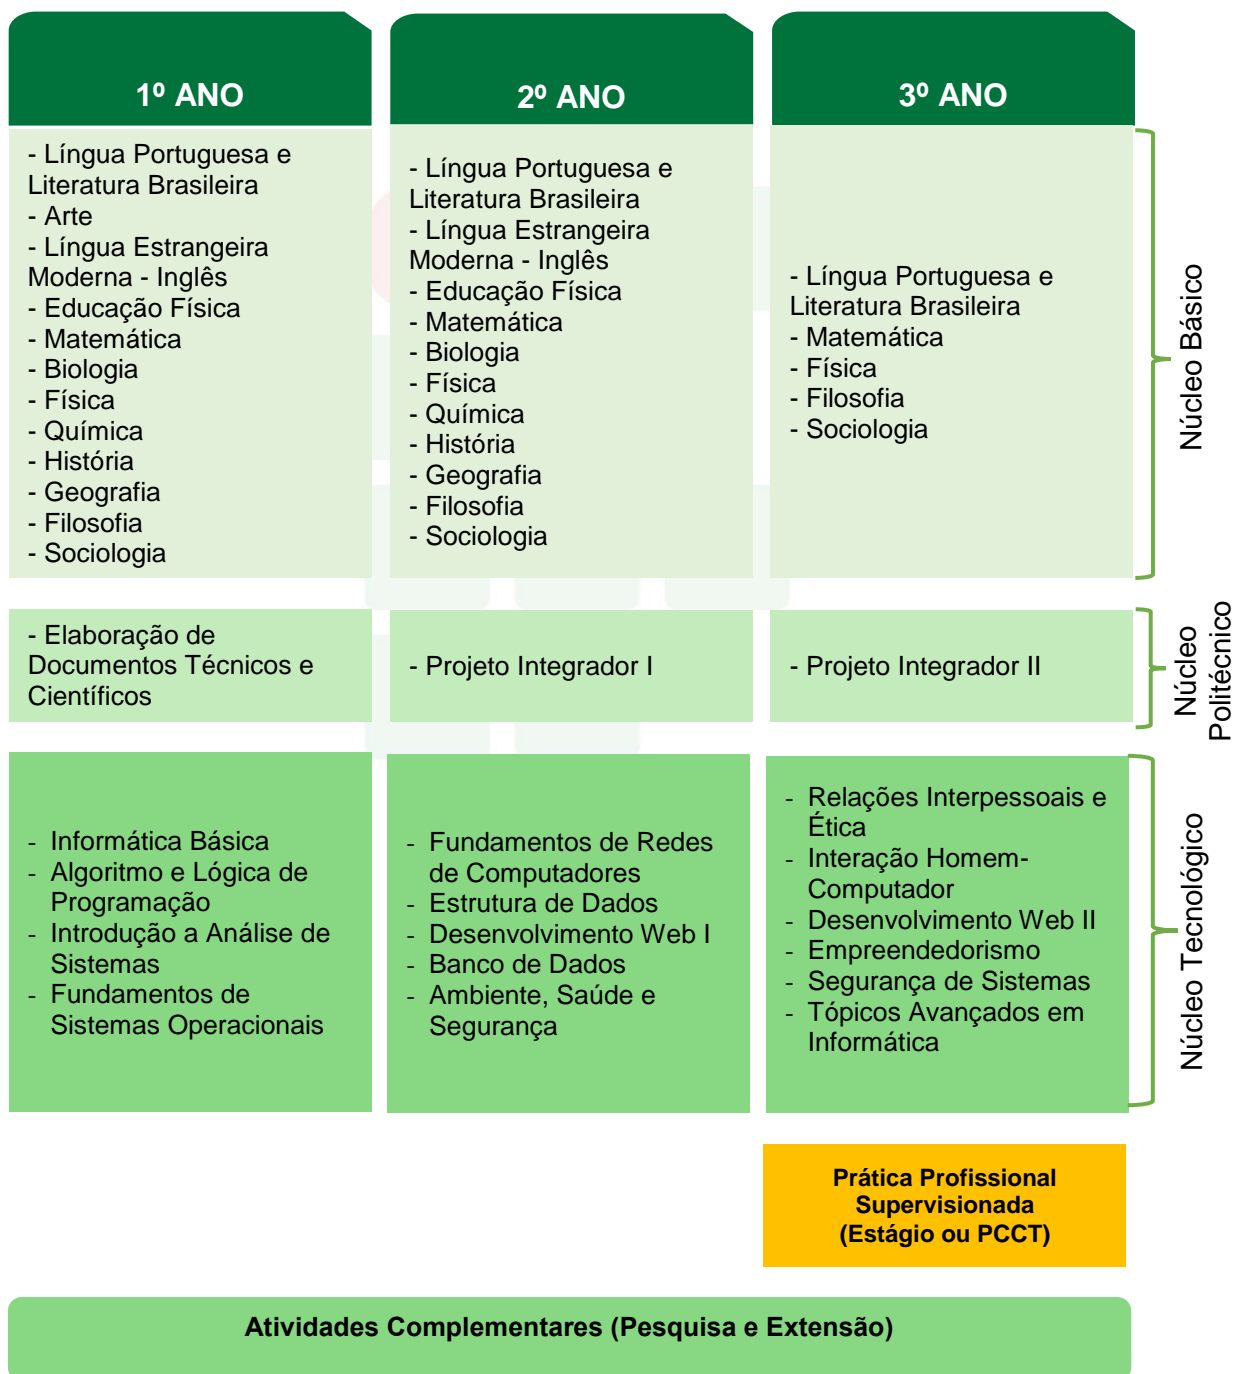 1º ANO
- Língua Portuguesa e
Literatura Brasileira
- Arte
- Língua Estrangeira
Moderna - Inglês
- Educação Física
- Matemática
- Biologia
- Física
- Química
- História
- Geografia
- Filosofia
- Sociologia
2º ANO
- Língua Portuguesa e
Literatura Brasileira
- Língua Estrangeira
Moderna - Inglês
- Educação Física
- Matemática
- Biologia
- Física
- Química
- História
- Geografia
- Filosofia
- Sociologia
3º ANO
- Língua Portuguesa e
Literatura Brasileira
- Matemática
- Física
- Filosofia
- Sociologia
Núcleo Básico
- Elaboração de
Documentos Técnicos e
Científicos
- Projeto Integrador I
- Projeto Integrador II
Núcleo
Politécnico
- Informática Básica
- Algoritmo e Lógica de
Programação
- Introdução a Análise de
Sistemas
- Fundamentos de
Sistemas Operacionais
- Fundamentos de Redes
de Computadores
- Estrutura de Dados
- Desenvolvimento Web I
- Banco de Dados
- Ambiente, Saúde e
Segurança
- Relações Interpessoais e
Ética
- Interação Homem-
Computador
- Desenvolvimento Web II
- Empreendedorismo
- Segurança de Sistemas
- Tópicos Avançados em
Informática
Núcleo Tecnológico
Prática Profissional
Supervisionada
(Estágio ou PCCT)
Atividades Complementares (Pesquisa e Extensão)